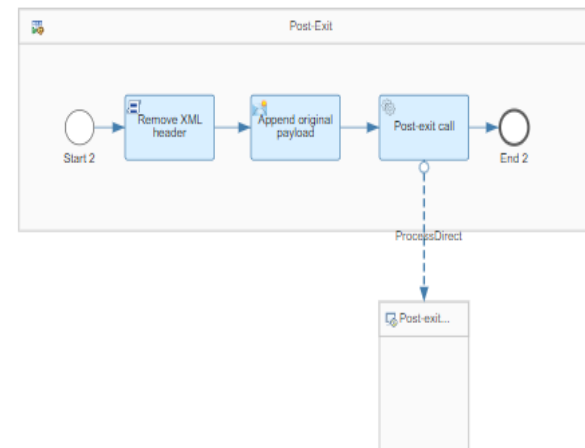 Post-Exit
Remove XML
header
Append original
payload
Post-exit call
Start 2
End 2
ProcessDirect
Post-exit...